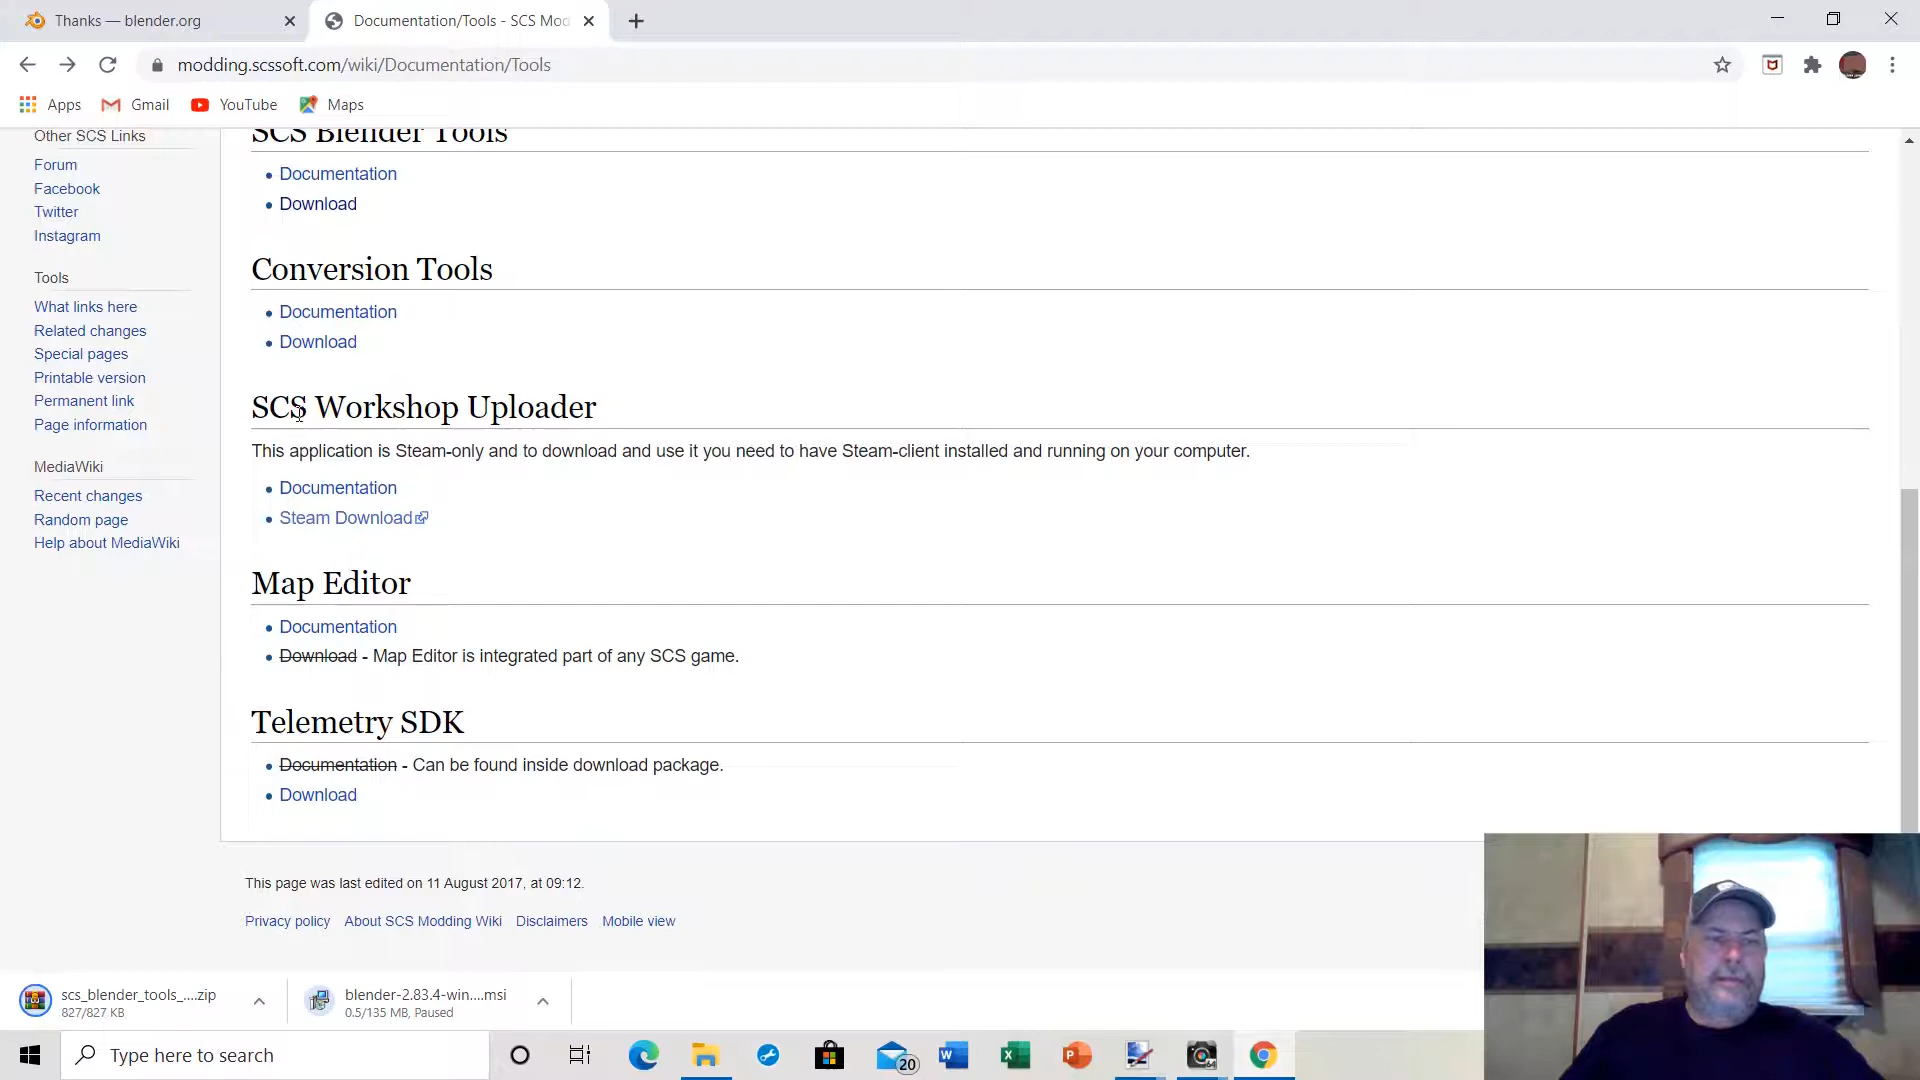 Thanks — blender.org
Documentation/Tools - SCS Mod
modding.scssoft.com/wiki/Documentation/Tools
Apps
Gmail
YouTube
Maps
Other SCS Links
Forum
Facebook
Twitter
Instagram
Tools
What links here
Related changes
Special pages
Printable version
Permanent link
Page information
MediaWiki
Recent changes
Random page
Help about MediaWiki
SCS Blender Tools
Documentation
Download
Conversion Tools
Documentation
Download
SCS Workshop Uploader
This application is Steam-only and to download and use it you need to have Steam-client installed and running on your computer.
Documentation
Steam Download
Map Editor
Documentation
Download - Map Editor is integrated part of any SCS game.
Telemetry SDK
Documentation - Can be found inside download package.
Download
This page was last edited on 11 August 2017, at 09:12.
Privacy policy About SCS Modding Wiki Disclaimers Mobile view
scs_blender_tools_....zip
827/827 KB
blender-2.83.4-win....msi
0.5/135 MB, Paused
Type here to search
20
W
X
P
64